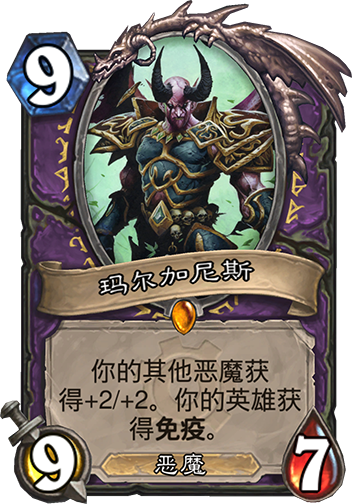 9
玛尔加尼斯
你的其他恶魔获
得+2/+2。你的英雄获
得免疫。
9
恶魔
7